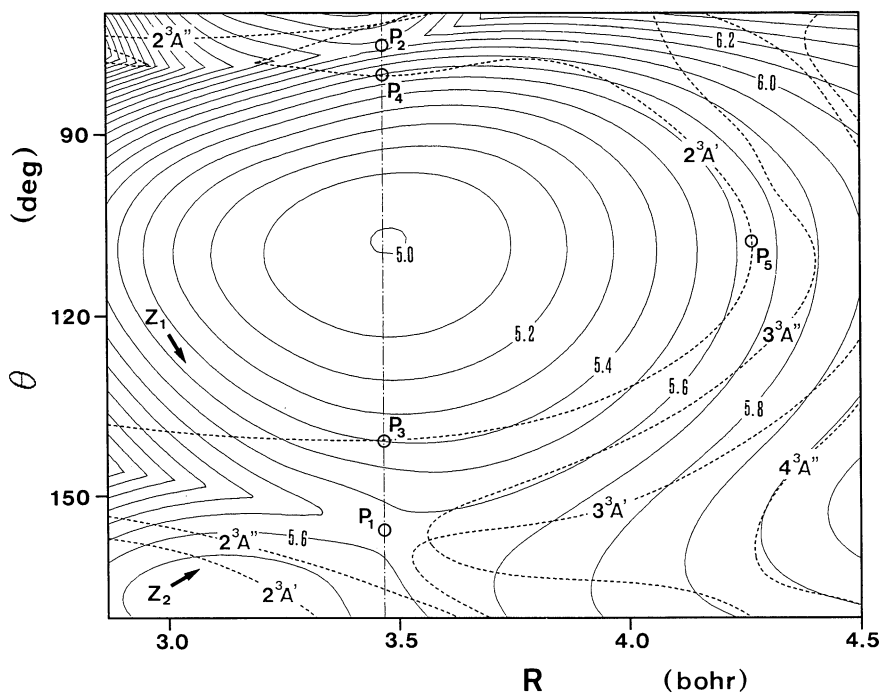 2³A''
P₂
P₄
6.2
6.0
90
2³A'
(deg)
5.0
P₅
Z₁
120
5.2
3³A''
θ
5.4
5.6
5.8
P₃
4³A''
150
P₁
3³A'
2³A''
5.6
Z₂
2³A'
3.0
3.5
4.0
4.5
R (bohr)